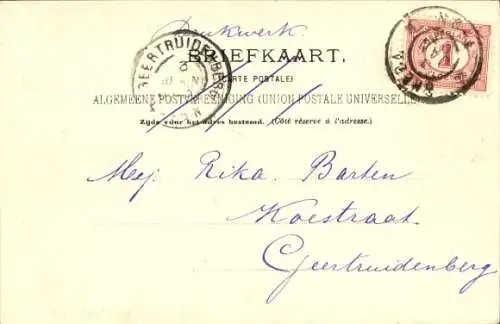 Drukwerk
BRIEFKAART.
(CARTE POSTALE)
ALGEMEENE POSTVEREENIGING (UNION POSTALE UNIVERSELLE)
Zijde voor het adres bestemd. (Côté réservé à l'adresse.)
GEERTRUIDENBERG
1
Mej. Rika. Barten
Koestraat.
Geertruidenberg